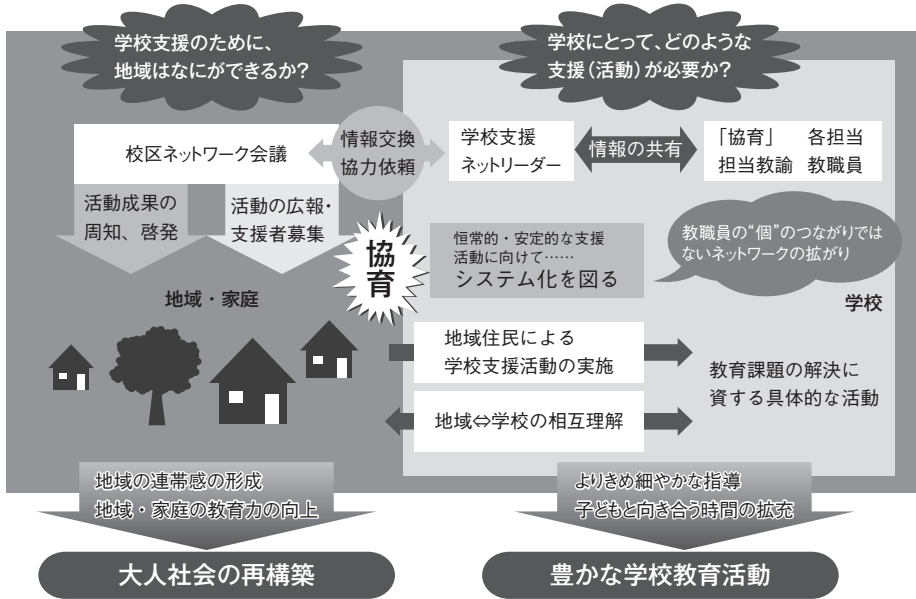 学校支援のために、
地域はなにができるか？
学校にとって、どのような
支援（活動）が必要か？
校区ネットワーク会議
情報交換
協力依頼
学校支援
ネットリーダー
情報の共有
「協育」　各担当
担当教諭　教職員
活動成果の
周知、啓発
活動の広報・
支援者募集
協育
恒常的・安定的な支援
活動に向けて……
システム化を図る
教職員の“個”のつながりでは
ないネットワークの拡がり
地域・家庭
学校
地域住民による
学校支援活動の実施
地域⇔学校の相互理解
教育課題の解決に
資する具体的な活動
地域の連帯感の形成
地域・家庭の教育力の向上
よりきめ細やかな指導
子どもと向き合う時間の拡充
大人社会の再構築
豊かな学校教育活動